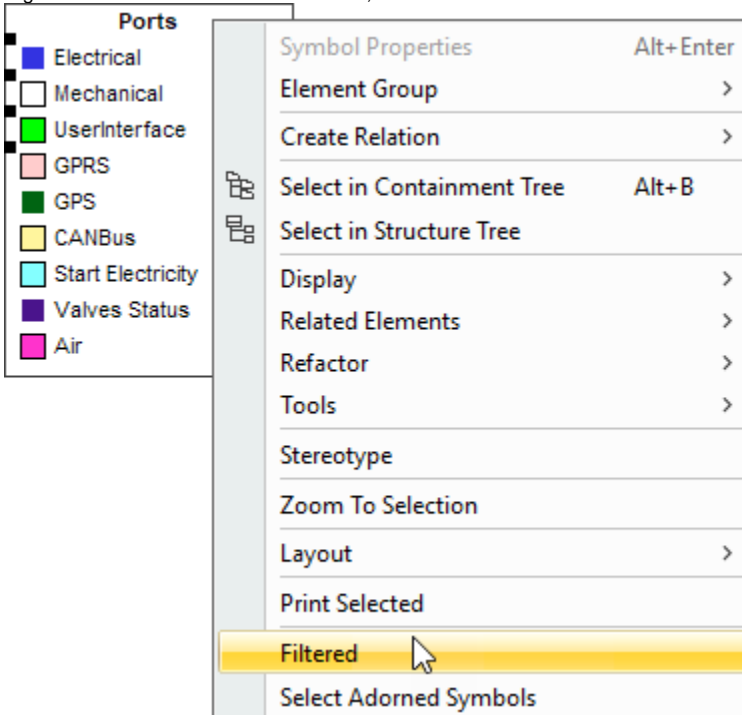 Ports
Electrical
Mechanical
UserInterface
GPRS
GPS
CANBus
Start Electricity
Valves Status
Air
Symbol Properties Alt+Enter
Element Group >
Create Relation >
Select in Containment Tree Alt+B
Select in Structure Tree
Display >
Related Elements >
Refactor >
Tools >
Stereotype
Zoom To Selection
Layout >
Print Selected
Filtered
Select Adorned Symbols